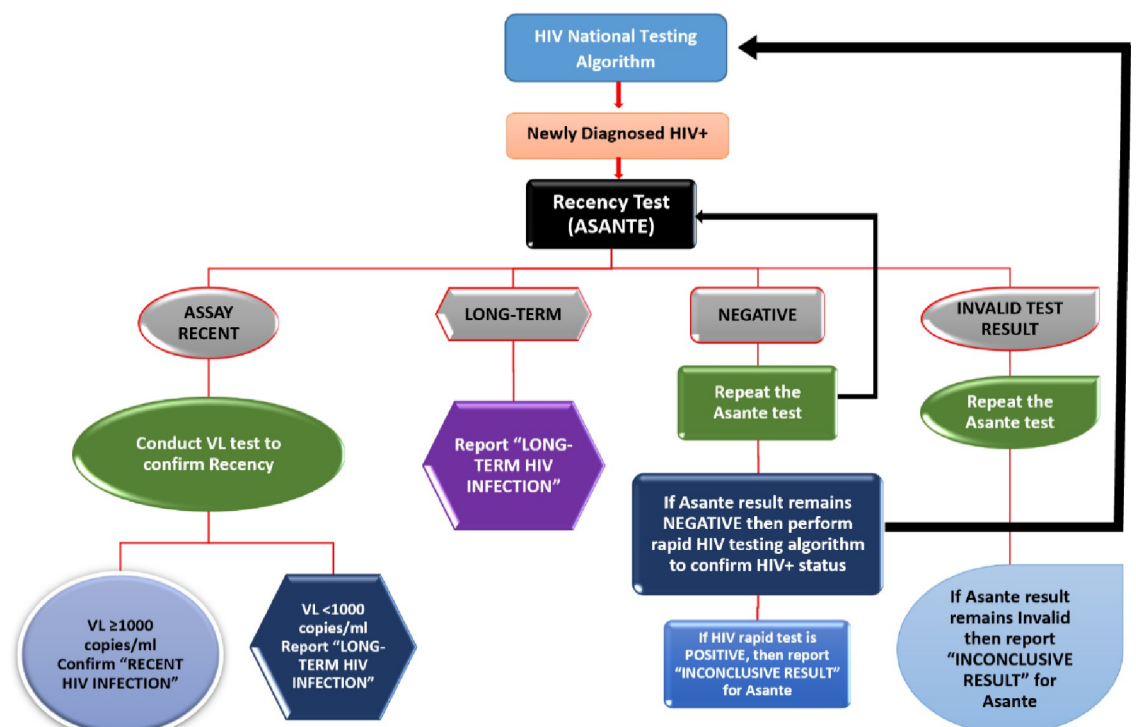 HIV National Testing
Algorithm
Newly Diagnosed HIV+
Recency Test
(ASANTE)
ASSAY
RECENT
LONG-TERM
NEGATIVE
INVALID TEST
RESULT
Conduct VL test to
confirm Recency
Report “LONG-
TERM HIV
INFECTION”
Repeat the
Asante test
Repeat the
Asante test
If Asante result remains
NEGATIVE then perform
rapid HIV testing algorithm
to confirm HIV+ status
VL ≥1000
copies/ml
Confirm “RECENT
HIV INFECTION”
VL <1000
copies/ml
Report “LONG-
TERM HIV
INFECTION”
If HIV rapid test is
POSITIVE, then report
“INCONCLUSIVE RESULT”
for Asante
If Asante result
remains Invalid
then report
“INCONCLUSIVE
RESULT” for
Asante